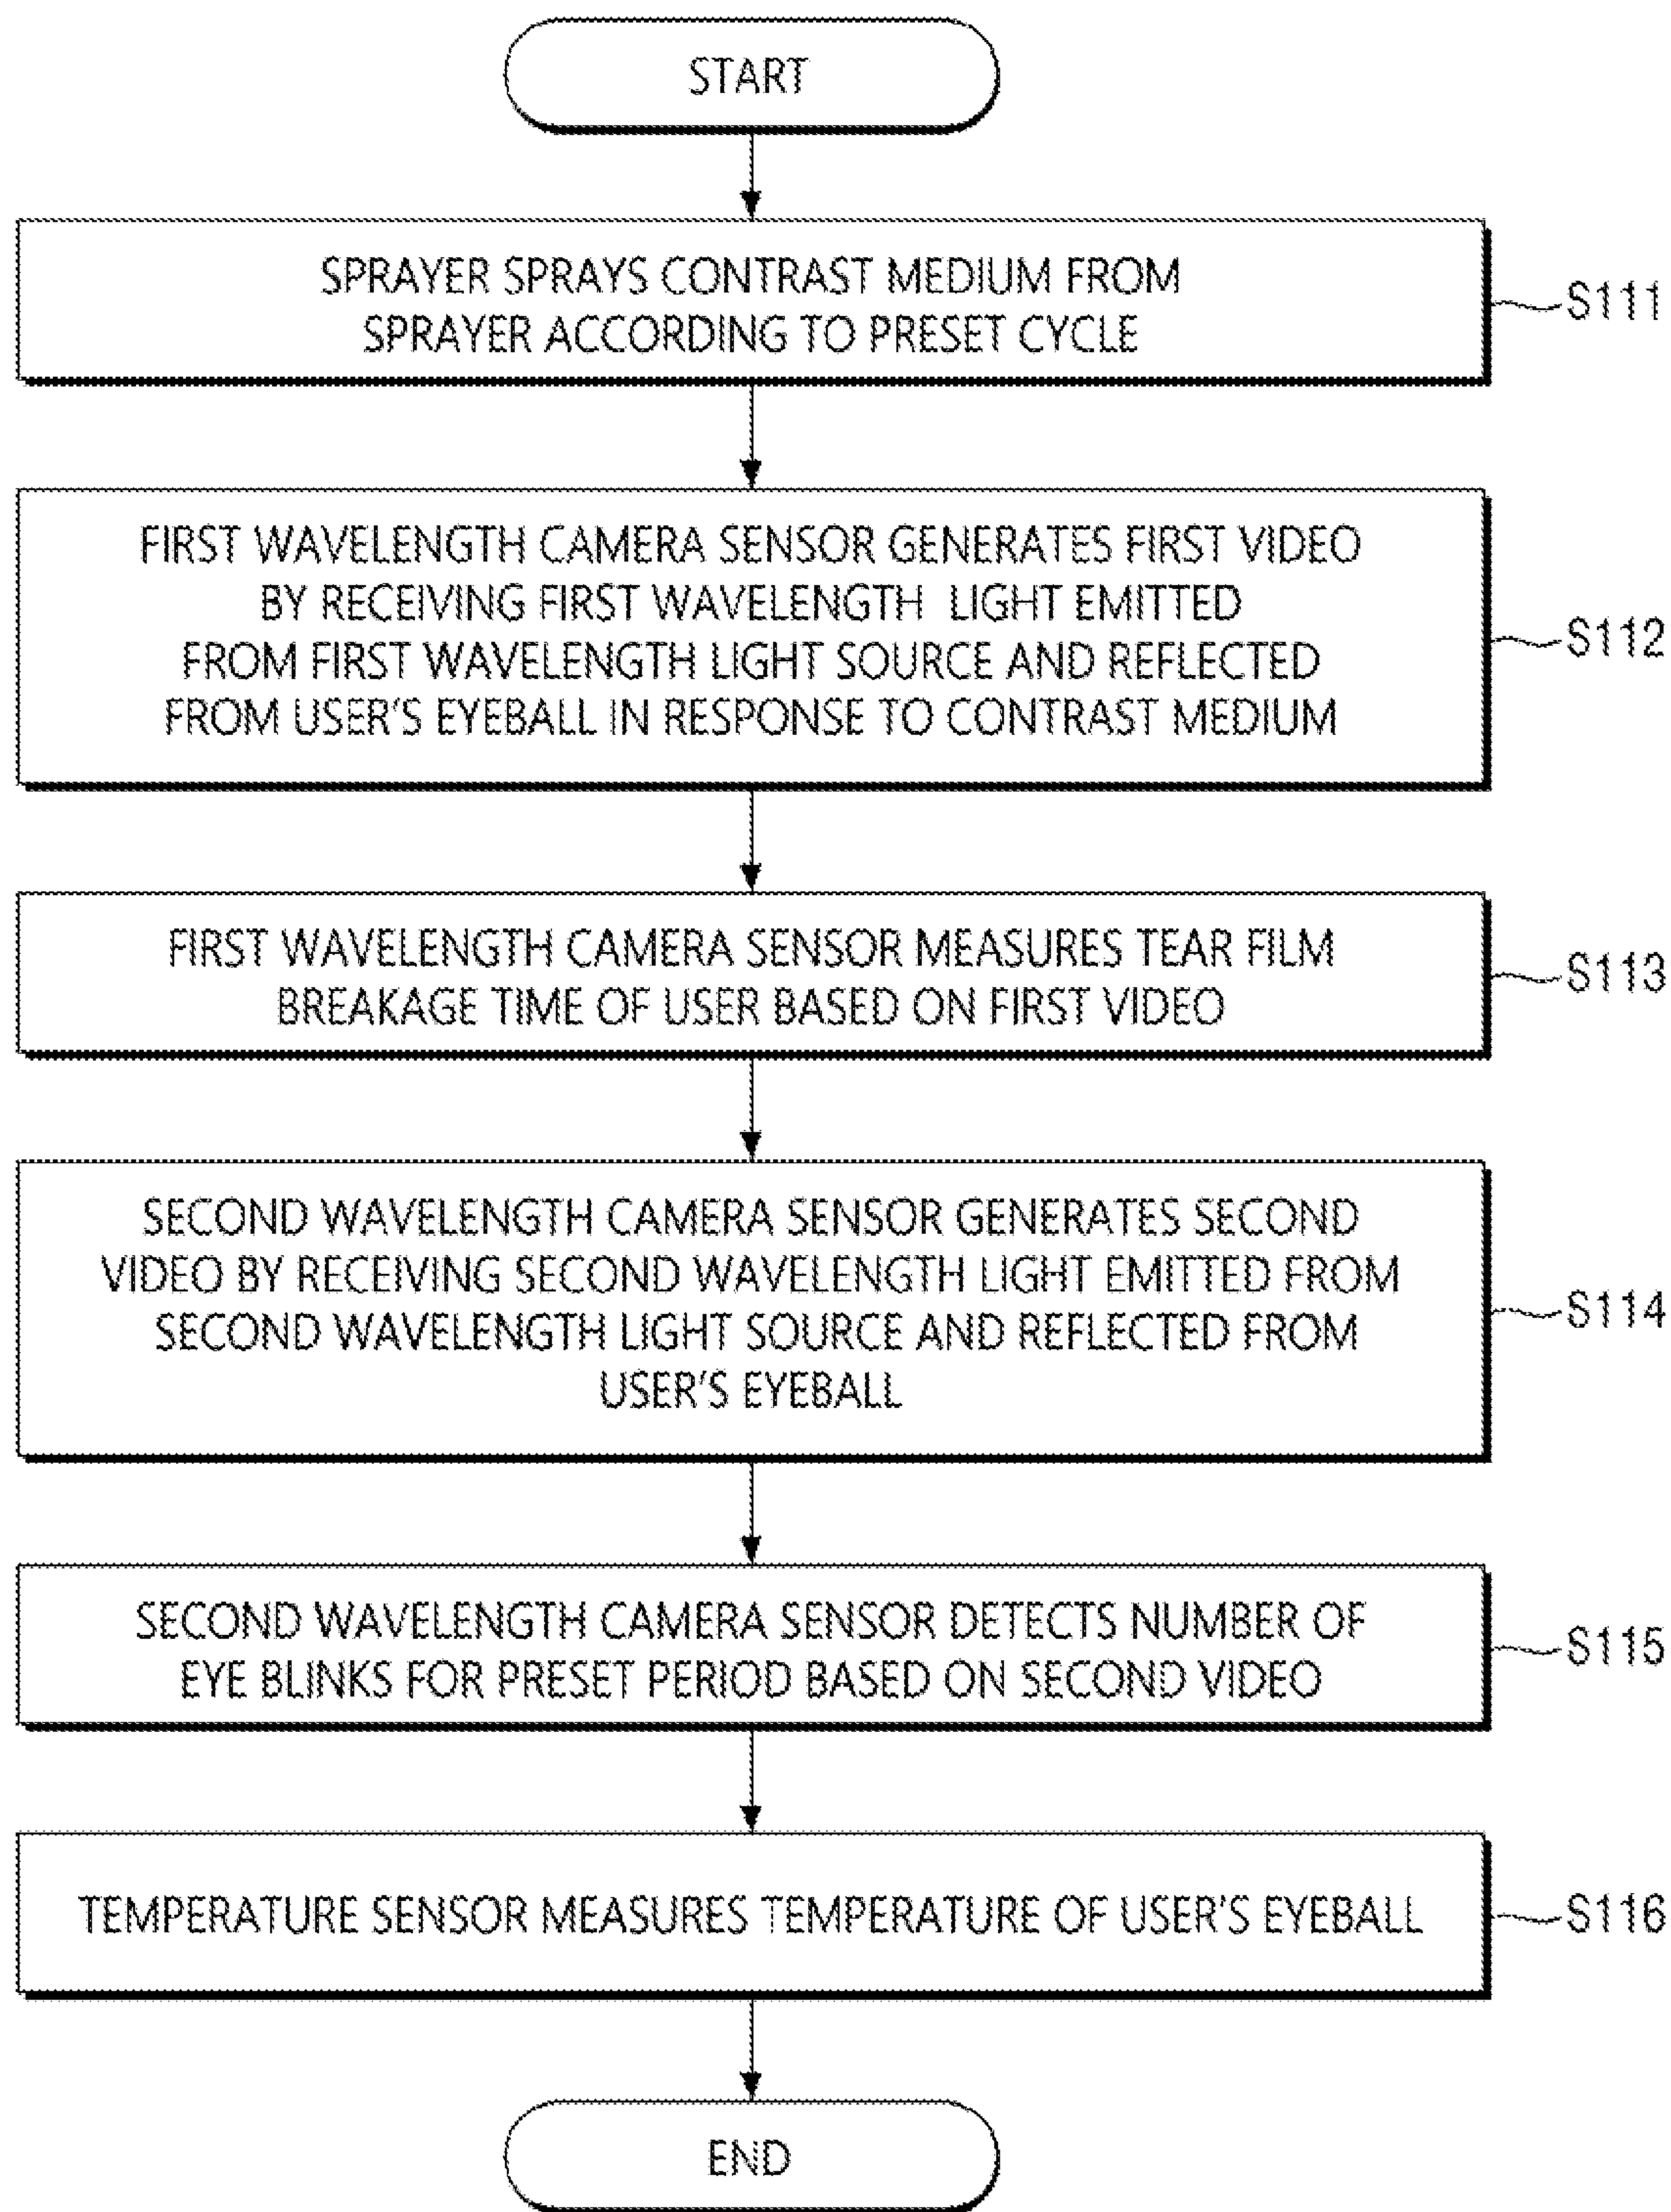 START
SPRAYER SPRAYS CONTRAST MEDIUM FROM
SPRAYER ACCORDING TO PRESET CYCLE
S111
FIRST WAVELENGTH CAMERA SENSOR GENERATES FIRST VIDEO
BY RECEIVING FIRST WAVELENGTH LIGHT EMITTED
FROM FIRST WAVELENGTH LIGHT SOURCE AND REFLECTED
FROM USER'S EYEBALL IN RESPONSE TO CONTRAST MEDIUM
S112
FIRST WAVELENGTH CAMERA SENSOR MEASURES TEAR FILM
BREAKAGE TIME OF USER BASED ON FIRST VIDEO
S113
SECOND WAVELENGTH CAMERA SENSOR GENERATES SECOND
VIDEO BY RECEIVING SECOND WAVELENGTH LIGHT EMITTED FROM
SECOND WAVELENGTH LIGHT SOURCE AND REFLECTED FROM
USER'S EYEBALL
S114
SECOND WAVELENGTH CAMERA SENSOR DETECTS NUMBER OF
EYE BLINKS FOR PRESET PERIOD BASED ON SECOND VIDEO
S115
TEMPERATURE SENSOR MEASURES TEMPERATURE OF USER'S EYEBALL
S116
END